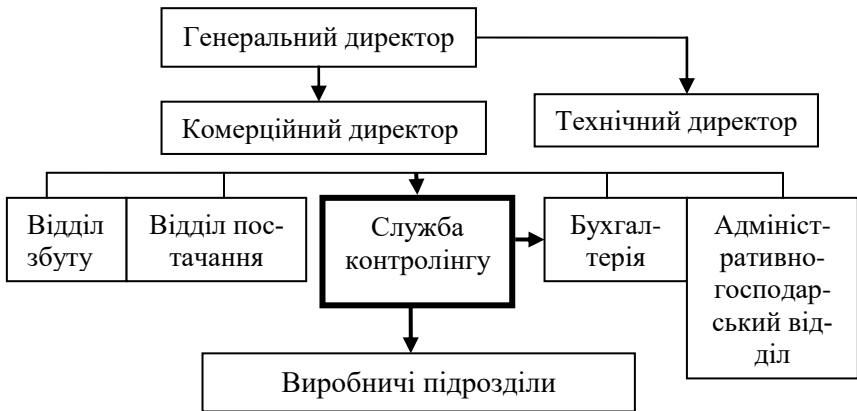 Генеральний директор
Комерційний директор
Технічний директор
Відділ
збуту
Відділ пос-
тачання
Служба
контролінгу
Бухгал-
терія
Адмініст-
ративно-
господар-
ський від-
діл
Виробничі підрозділи